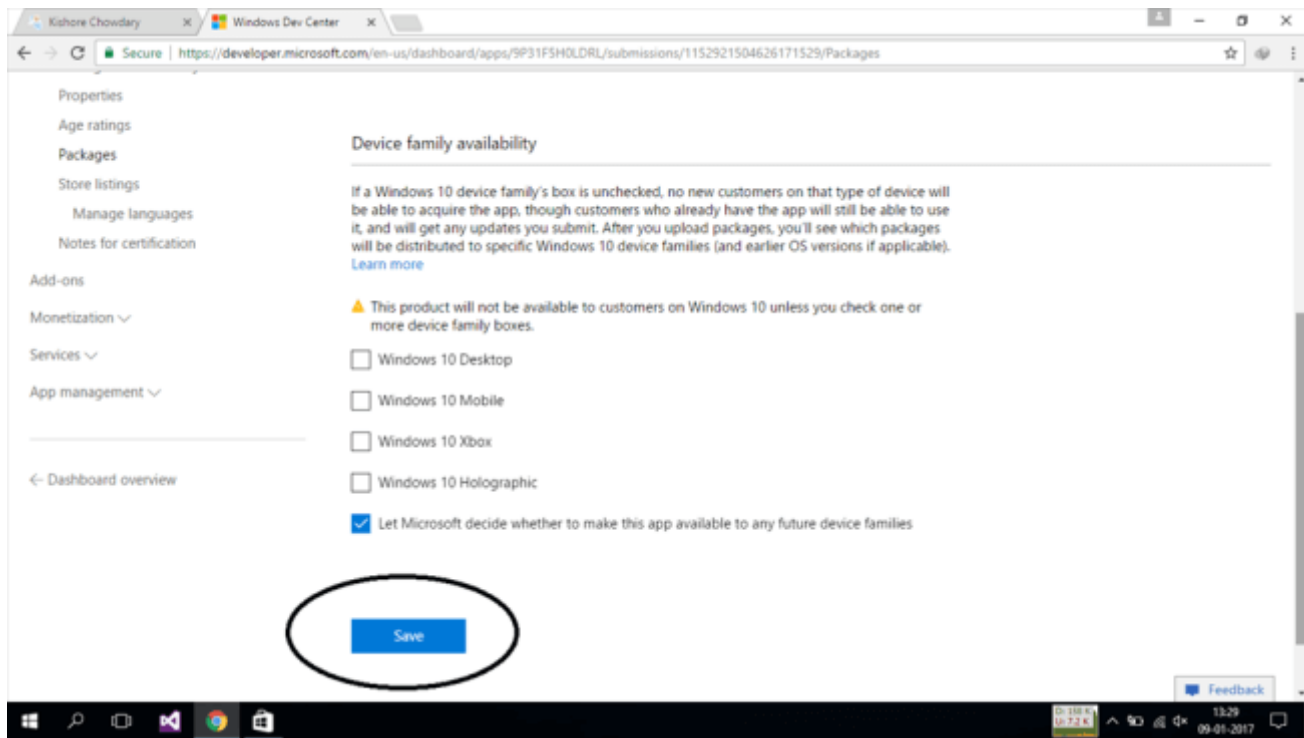 Kishore Chowdary
Windows Dev Center
Secure | https://developer.microsoft.com/en-us/dashboard/apps/9P31F5H0LDRL/submissions/1152921504626171529/Packages
Properties
Age ratings
Packages
Store listings
Manage languages
Notes for certification
Add-ons
Monetization
Services
App management
← Dashboard overview
Device family availability
If a Windows 10 device family's box is unchecked, no new customers on that type of device will
be able to acquire the app, though customers who already have the app will still be able to use
it, and will get any updates you submit. After you upload packages, you'll see which packages
will be distributed to specific Windows 10 device families (and earlier OS versions if applicable).
Learn more
This product will not be available to customers on Windows 10 unless you check one or
more device family boxes.
Windows 10 Desktop
Windows 10 Mobile
Windows 10 Xbox
Windows 10 Holographic
Let Microsoft decide whether to make this app available to any future device families
Save
Feedback
U: 7.2 K
13:29
09-01-2017